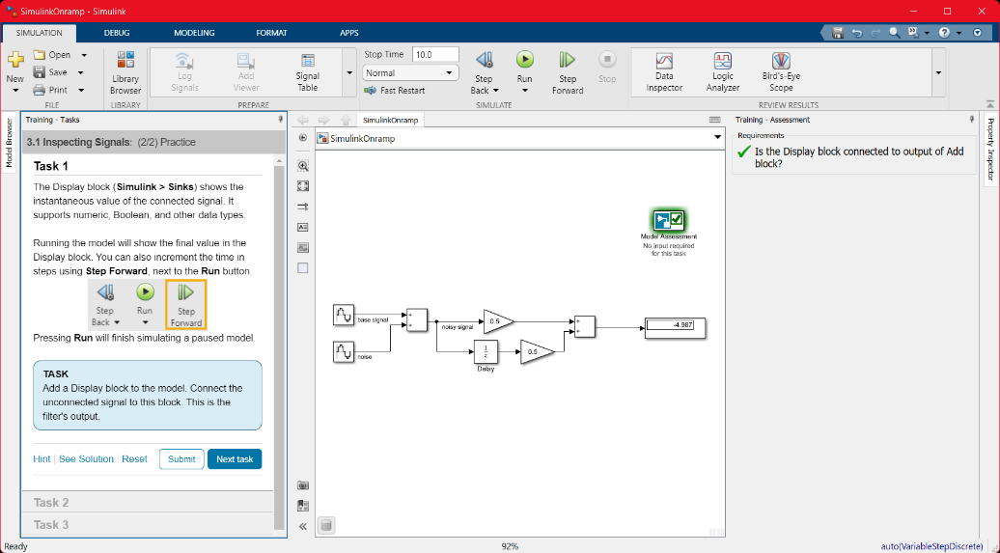 SimulinkOnramp - Simulink
SIMULATION DEBUG MODELING FORMAT APPS
New
Open
Save
Print
FILE
Library
Browser
LIBRARY
Log
Signals
Add
Viewer
Signal
Table
PREPARE
Stop Time 10.0
Normal
Fast Restart
Step
Back
Run
Step
Forward
Stop
SIMULATE
Data
Inspector
Logic
Analyzer
Bird's-Eye
Scope
REVIEW RESULTS
Model Browser
Training - Tasks
3.1 Inspecting Signals: (2/2) Practice
Task 1
The Display block (Simulink > Sinks) shows the
instantaneous value of the connected signal. It
supports numeric, Boolean, and other data types.
Running the model will show the final value in the
Display block. You can also increment the time in
steps using Step Forward, next to the Run button.
Step
Back
Run
Step
Forward
Pressing Run will finish simulating a paused model.
TASK
Add a Display block to the model. Connect the
unconnected signal to this block. This is the
filter's output.
Hint See Solution Reset Submit Next task
Task 2
Task 3
SimulinkOnramp
SimulinkOnramp
Model Assessment
No input required
for this task
base signal
noise
+
+
noisy signal
0.5
1
z
Delay
0.5
+
+
-4.987
Training - Assessment
Requirements
Is the Display block connected to output of Add
block?
Property Inspector
Ready 92% auto(VariableStepDiscrete)